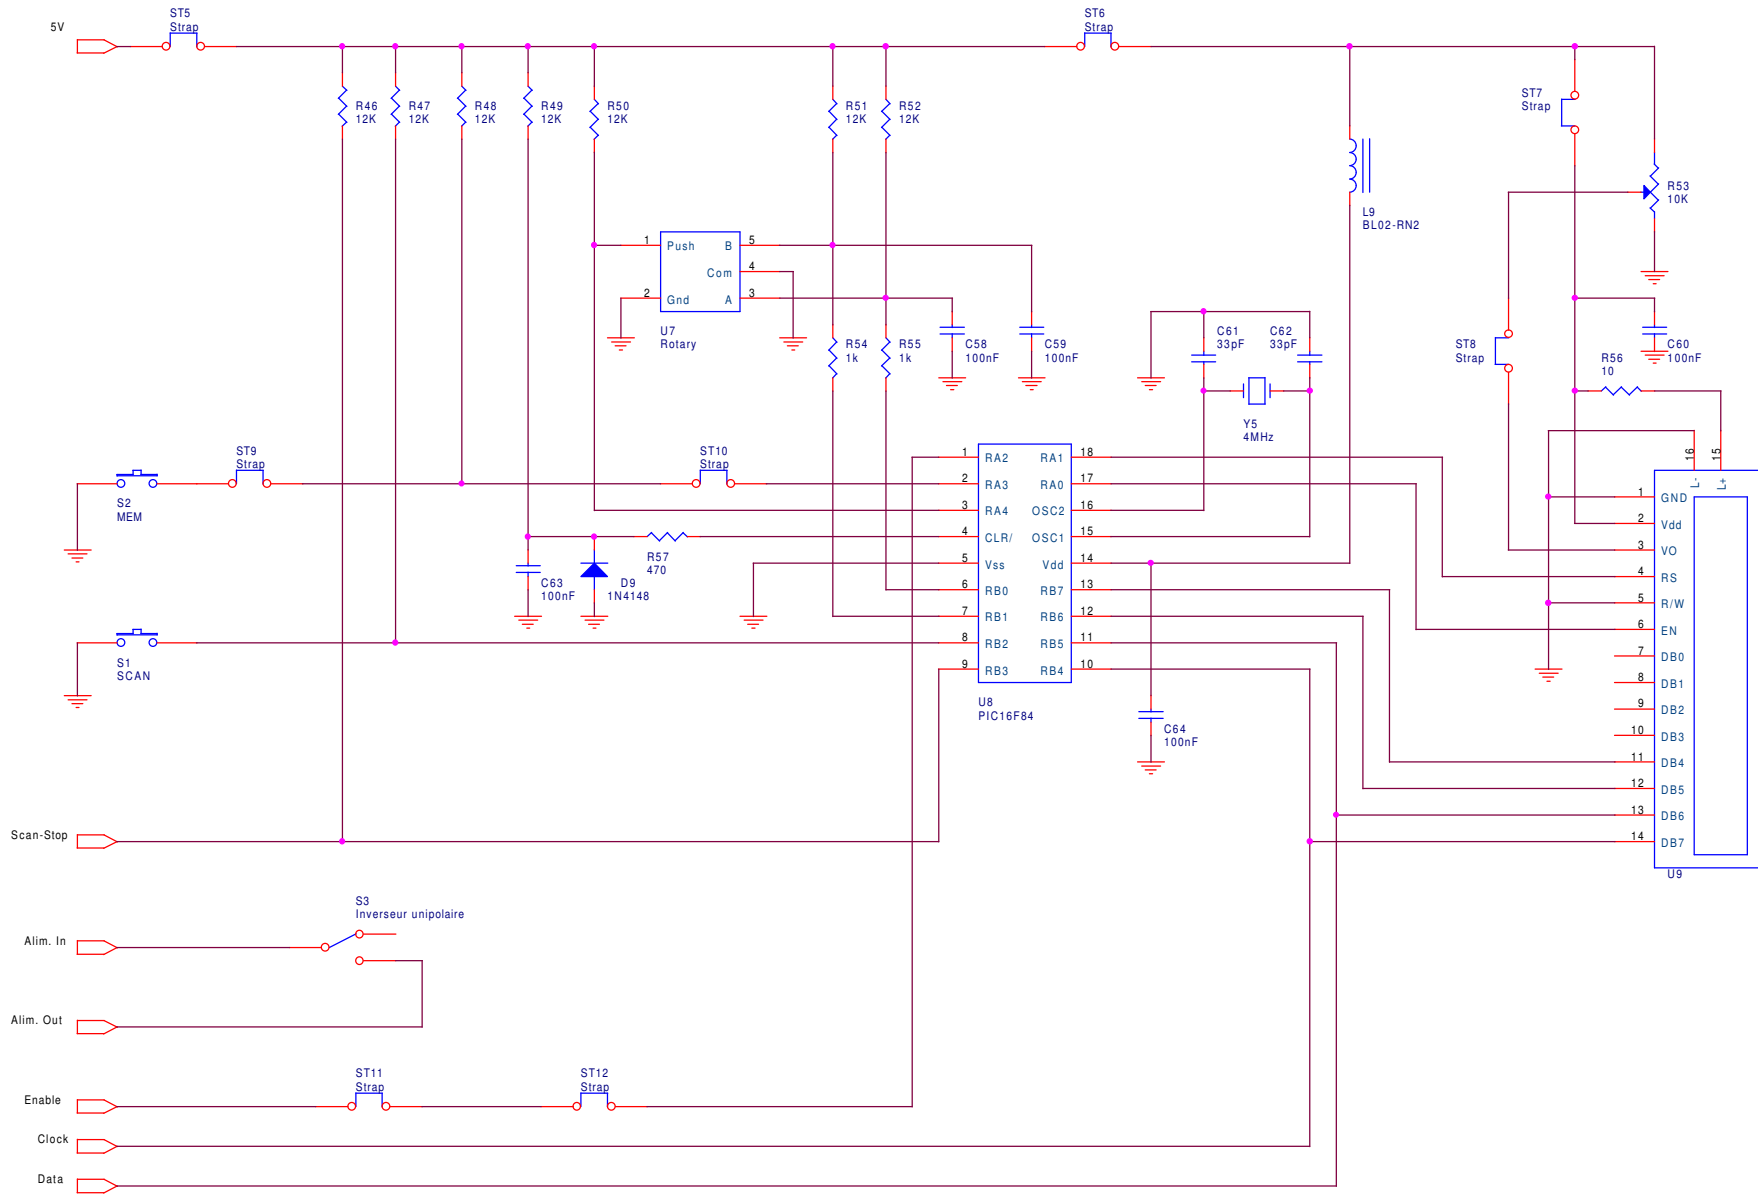 5V
ST5
Strap
ST6
Strap
R46
12K
R47
12K
R48
12K
R49
12K
R50
12K
R51
12K
R52
12K
ST7
Strap
R53
10K
L9
BL02-RN2
1
Push
B
5
Com
4
2
Gnd
A
3
U7
Rotary
R54
1k
R55
1k
C58
100nF
C59
100nF
C61
33pF
C62
33pF
Y5
4MHz
ST8
Strap
C60
100nF
R56
10
S2
MEM
ST9
Strap
ST10
Strap
R57
470
C63
100nF
D9
1N4148
S1
SCAN
1
RA2
RA1
18
2
RA3
RA0
17
3
RA4
OSC2
16
4
CLR/
OSC1
15
5
Vss
Vdd
14
6
RB0
RB7
13
7
RB1
RB6
12
8
RB2
RB5
11
9
RB3
RB4
10
U8
PIC16F84
C64
100nF
16
15
L-
L+
1
GND
2
Vdd
3
VO
4
RS
5
R/W
6
EN
7
DB0
8
DB1
9
DB2
10
DB3
11
DB4
12
DB5
13
DB6
14
DB7
U9
Scan-Stop
S3
Inverseur unipolaire
Alim. In
Alim. Out
ST11
Strap
ST12
Strap
Enable
Clock
Data